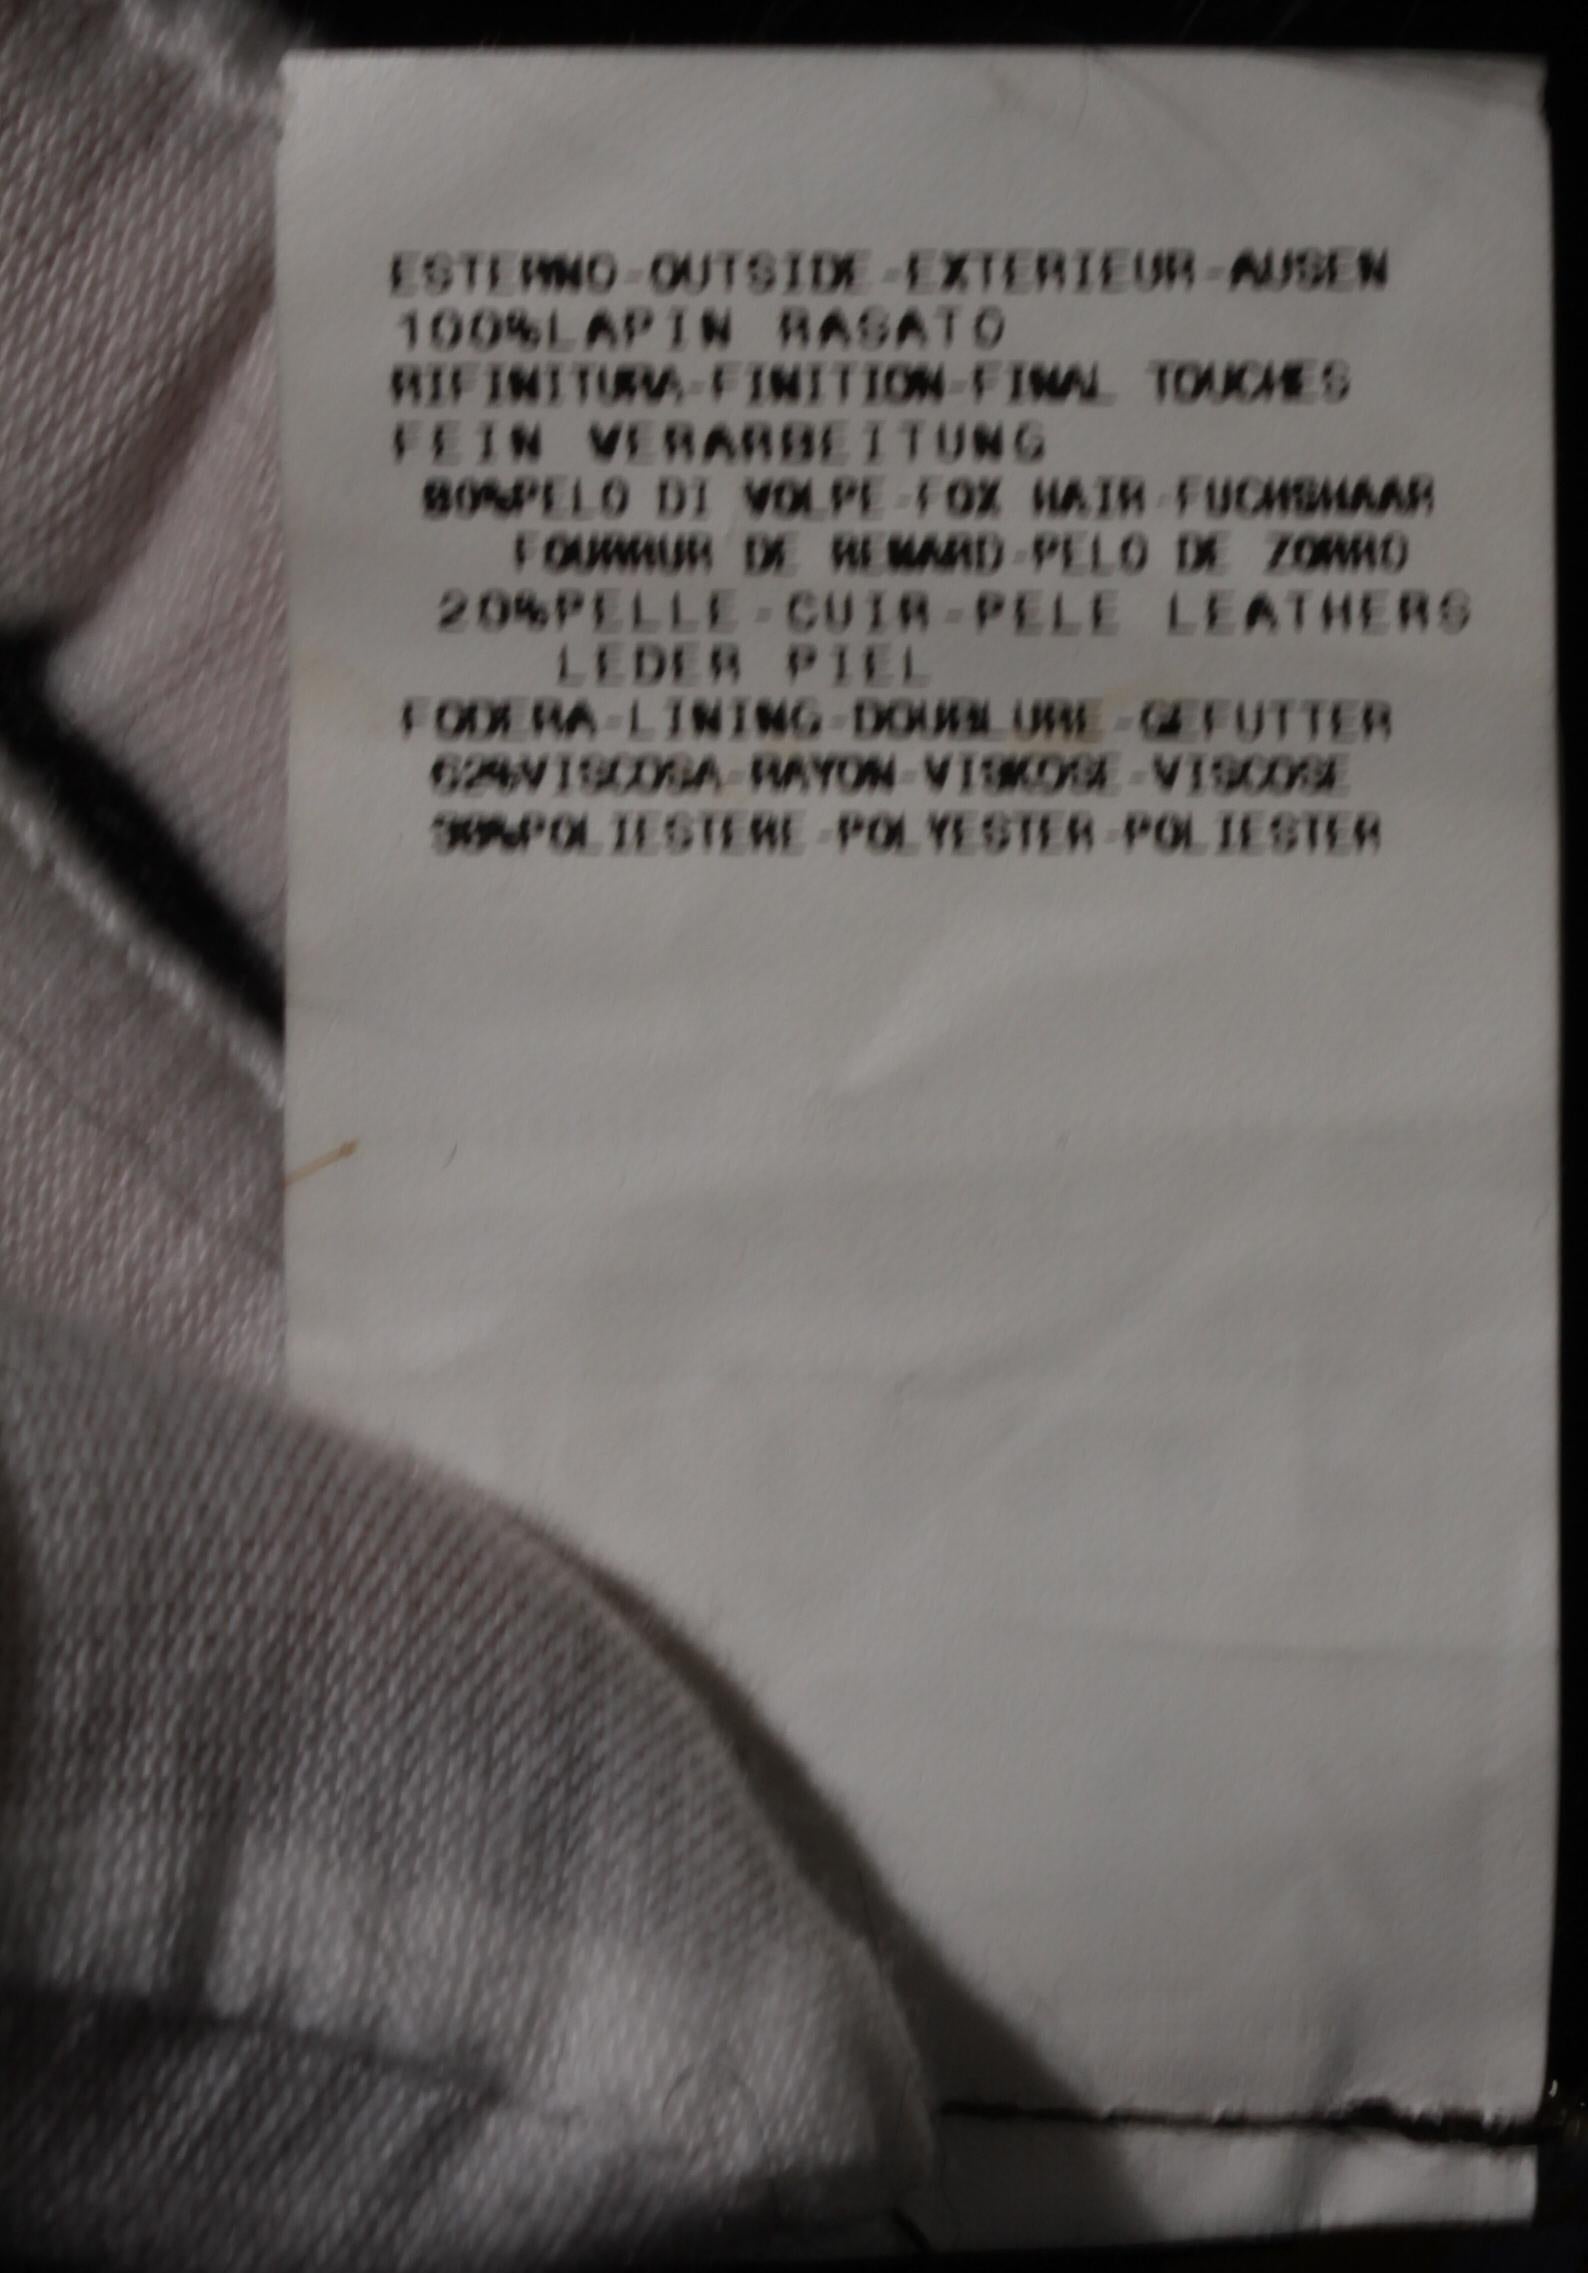 ESTERNO-OUTSIDE-EXTERIEUR-AUSEN
100%LAPIN RASATO
RIFINITURA-FINITION-FINAL TOUCHES
FEIN VERARBEITUNG
80%PELO DI VOLPE-FOX HAIR-FUCHSHAAR
FOURRUR DE RENARD-PELO DE ZORRO
20%PELLE-CUIR-PELE LEATHERS
LEDER PIEL
FODERA-LINING-DOUBLURE-GEFUTTER
62%VISCOSA-RAYON-VISKOSE-VISCOSE
38%POLIESTERE-POLYESTER-POLIESTER